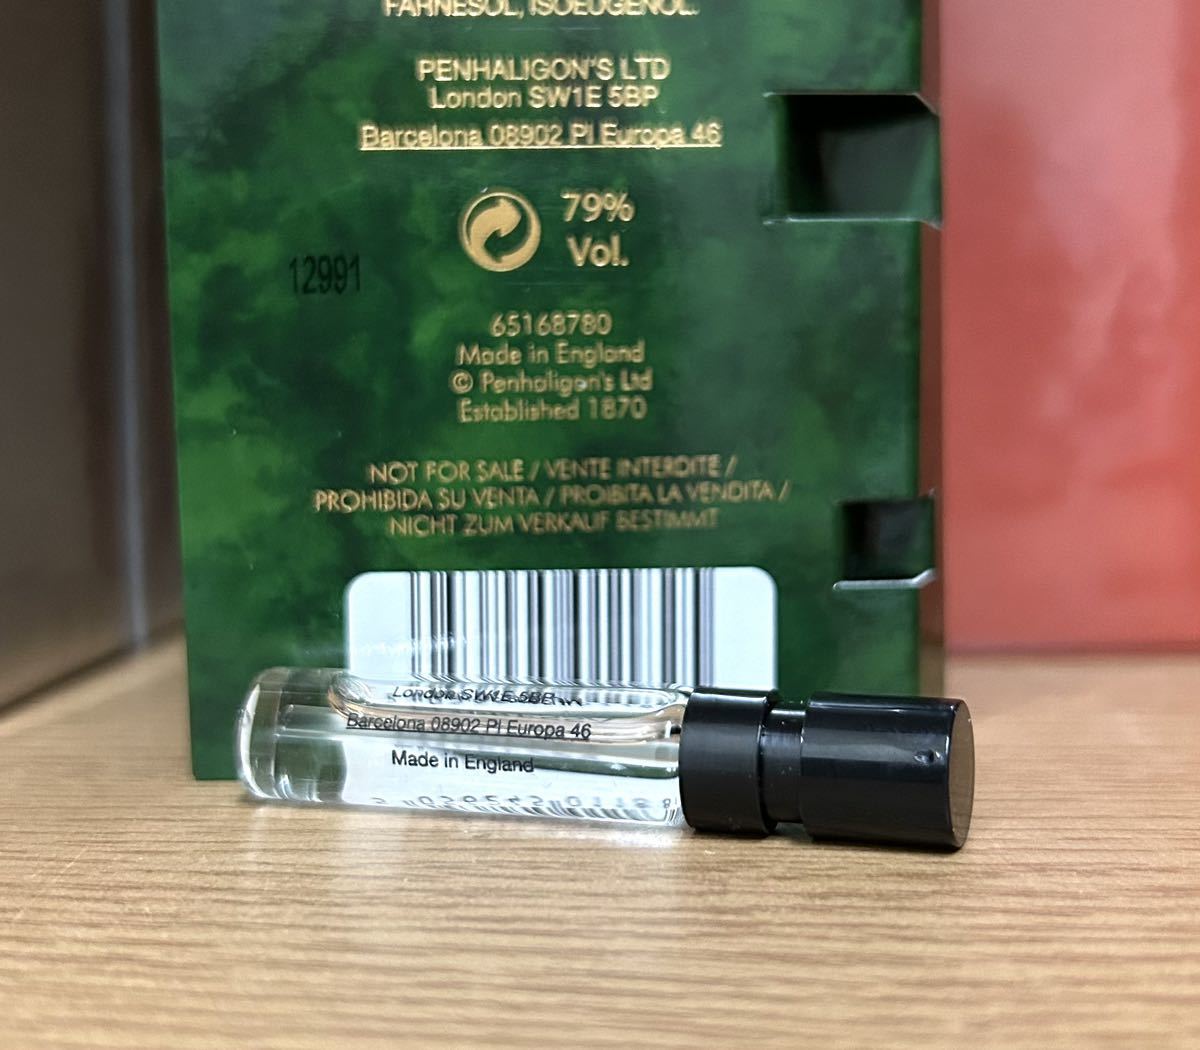 FARNESOL, ISOEUGENOL.
PENHALIGON'S LTD
London SW1E 5BP
Barcelona 08902 Pl Europa 46
79%
Vol.
12991
65168780
Made in England
© Penhaligon's Ltd
Established 1870
NOT FOR SALE / VENTE INTERDITE /
PROHIBIDA SU VENTA / PROIBITA LA VENDITA /
NICHT ZUM VERKAUF BESTIMMT
London SW1E 5BP
Barcelona 08902 Pl Europa 46
Made in England